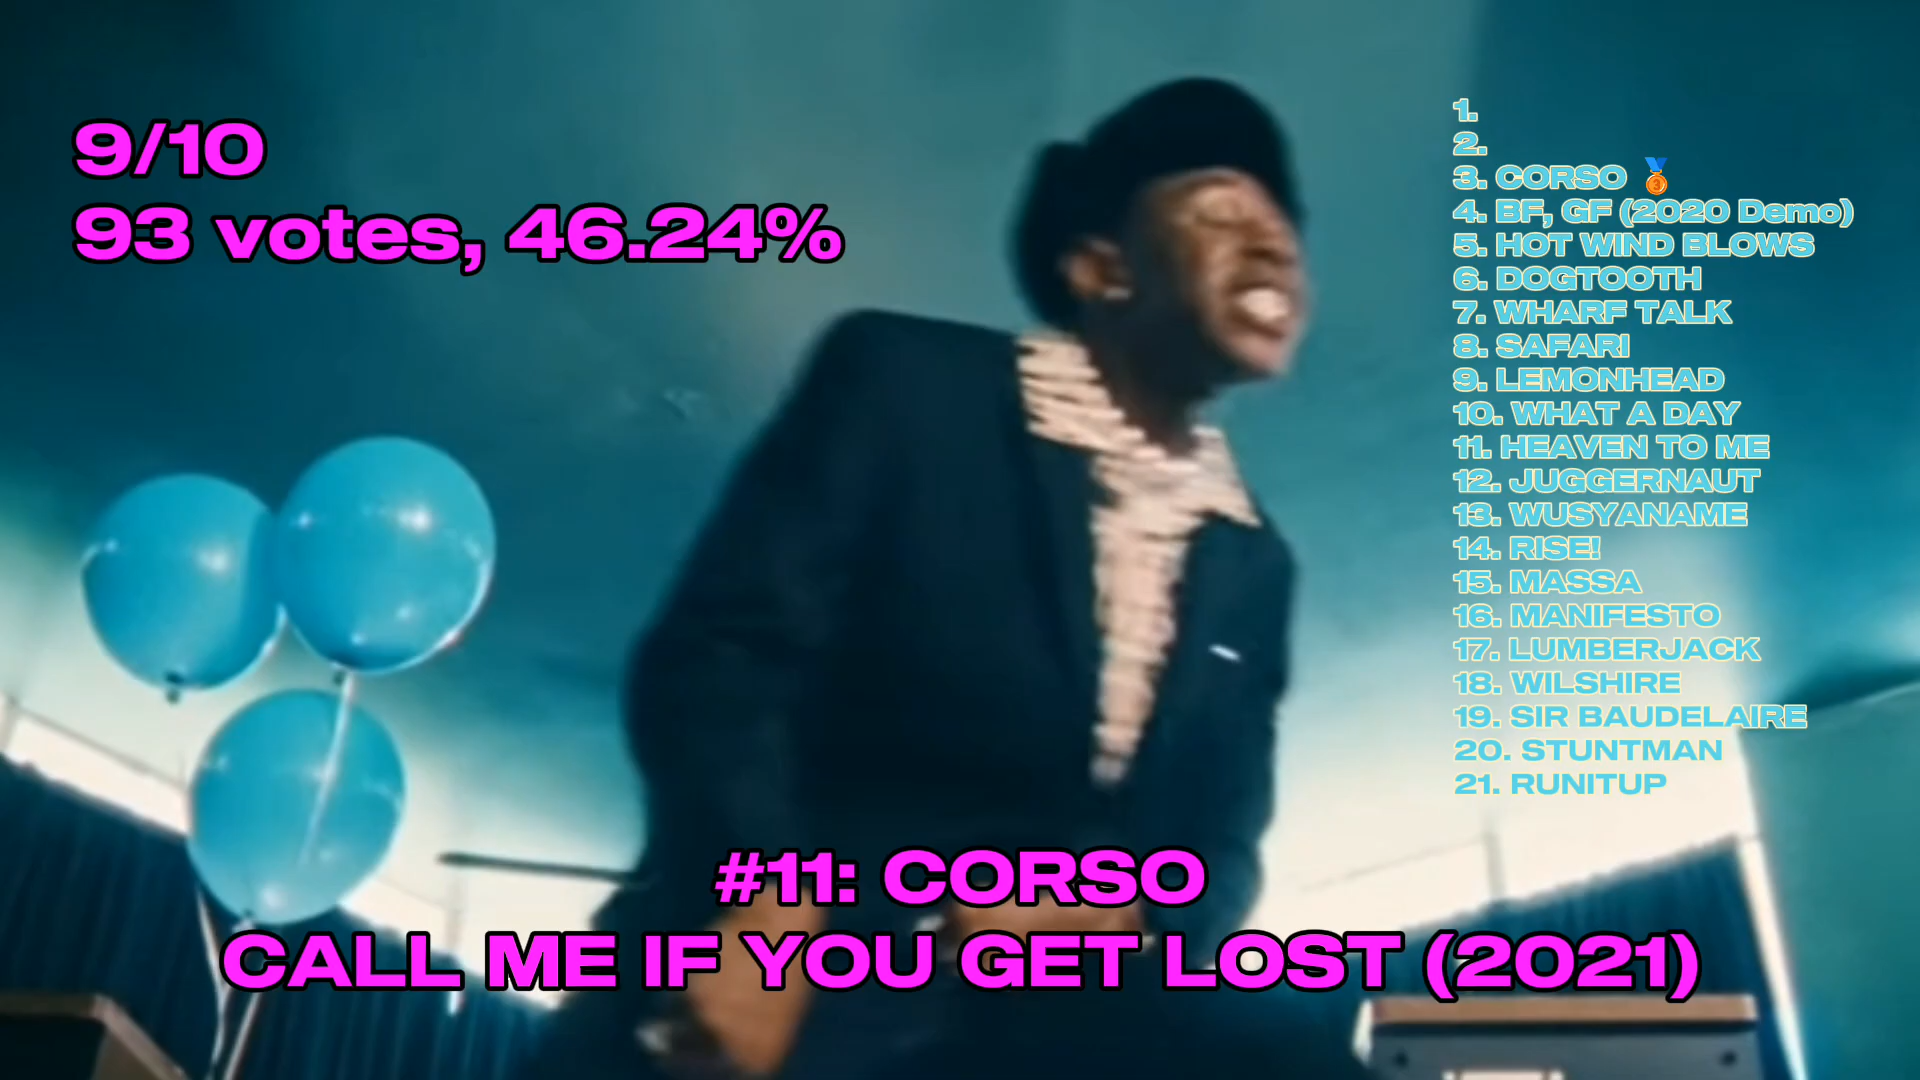 9/10
93 votes, 46.24%
1.
2.
3. CORSO 🥉
4. BF, GF (2020 Demo)
5. HOT WIND BLOWS
6. DOGTOOTH
7. WHARF TALK
8. SAFARI
9. LEMONHEAD
10. WHAT A DAY
11. HEAVEN TO ME
12. JUGGERNAUT
13. WUSYANAME
14. RISE!
15. MASSA
16. MANIFESTO
17. LUMBERJACK
18. WILSHIRE
19. SIR BAUDELAIRE
20. STUNTMAN
21. RUNITUP
#11: CORSO
CALL ME IF YOU GET LOST (2021)